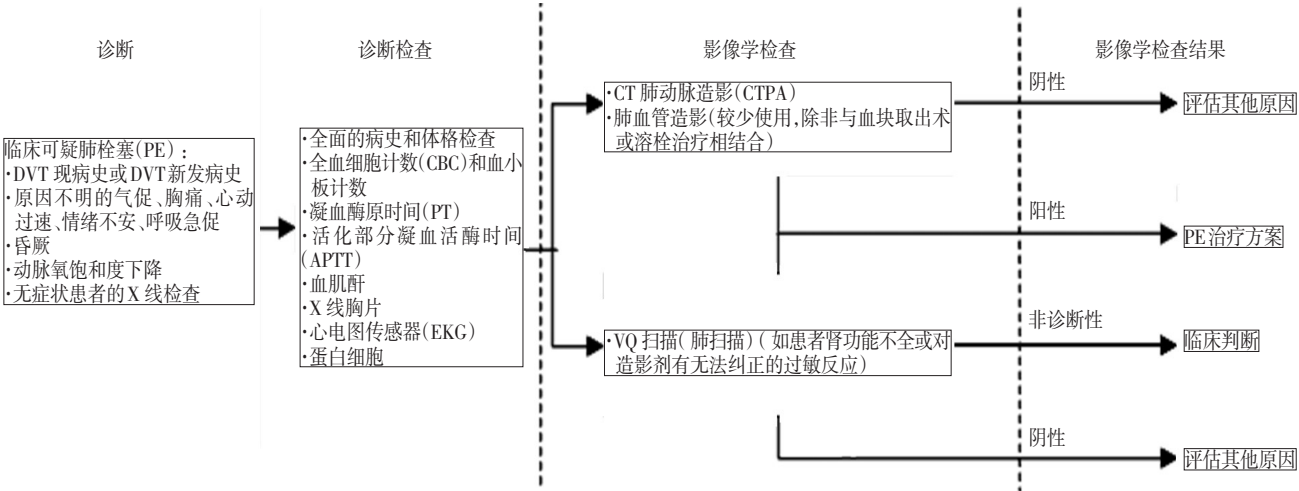 诊断
诊断检查
影像学检查
影像学检查结果
临床可疑肺栓塞(PE)：
·DVT 现病史或DVT新发病史
·原因不明的气促、胸痛、心动
过速、情绪不安、呼吸急促
·昏厥
·动脉氧饱和度下降
·无症状患者的X线检查
·全面的病史和体格检查
·全血细胞计数(CBC)和血小
板计数
·凝血酶原时间(PT)
·活化部分凝血活酶时间
(APTT)
·血肌酐
·X 线胸片
·心电图传感器(EKG)
·蛋白细胞
·CT 肺动脉造影(CTPA)
·肺血管造影(较少使用,除非与血块取出术
或溶栓治疗相结合)
阴性
评估其他原因
阳性
PE治疗方案
·VQ 扫描(肺扫描)(如患者肾功能不全或对
造影剂有无法纠正的过敏反应)
非诊断性
临床判断
阴性
评估其他原因